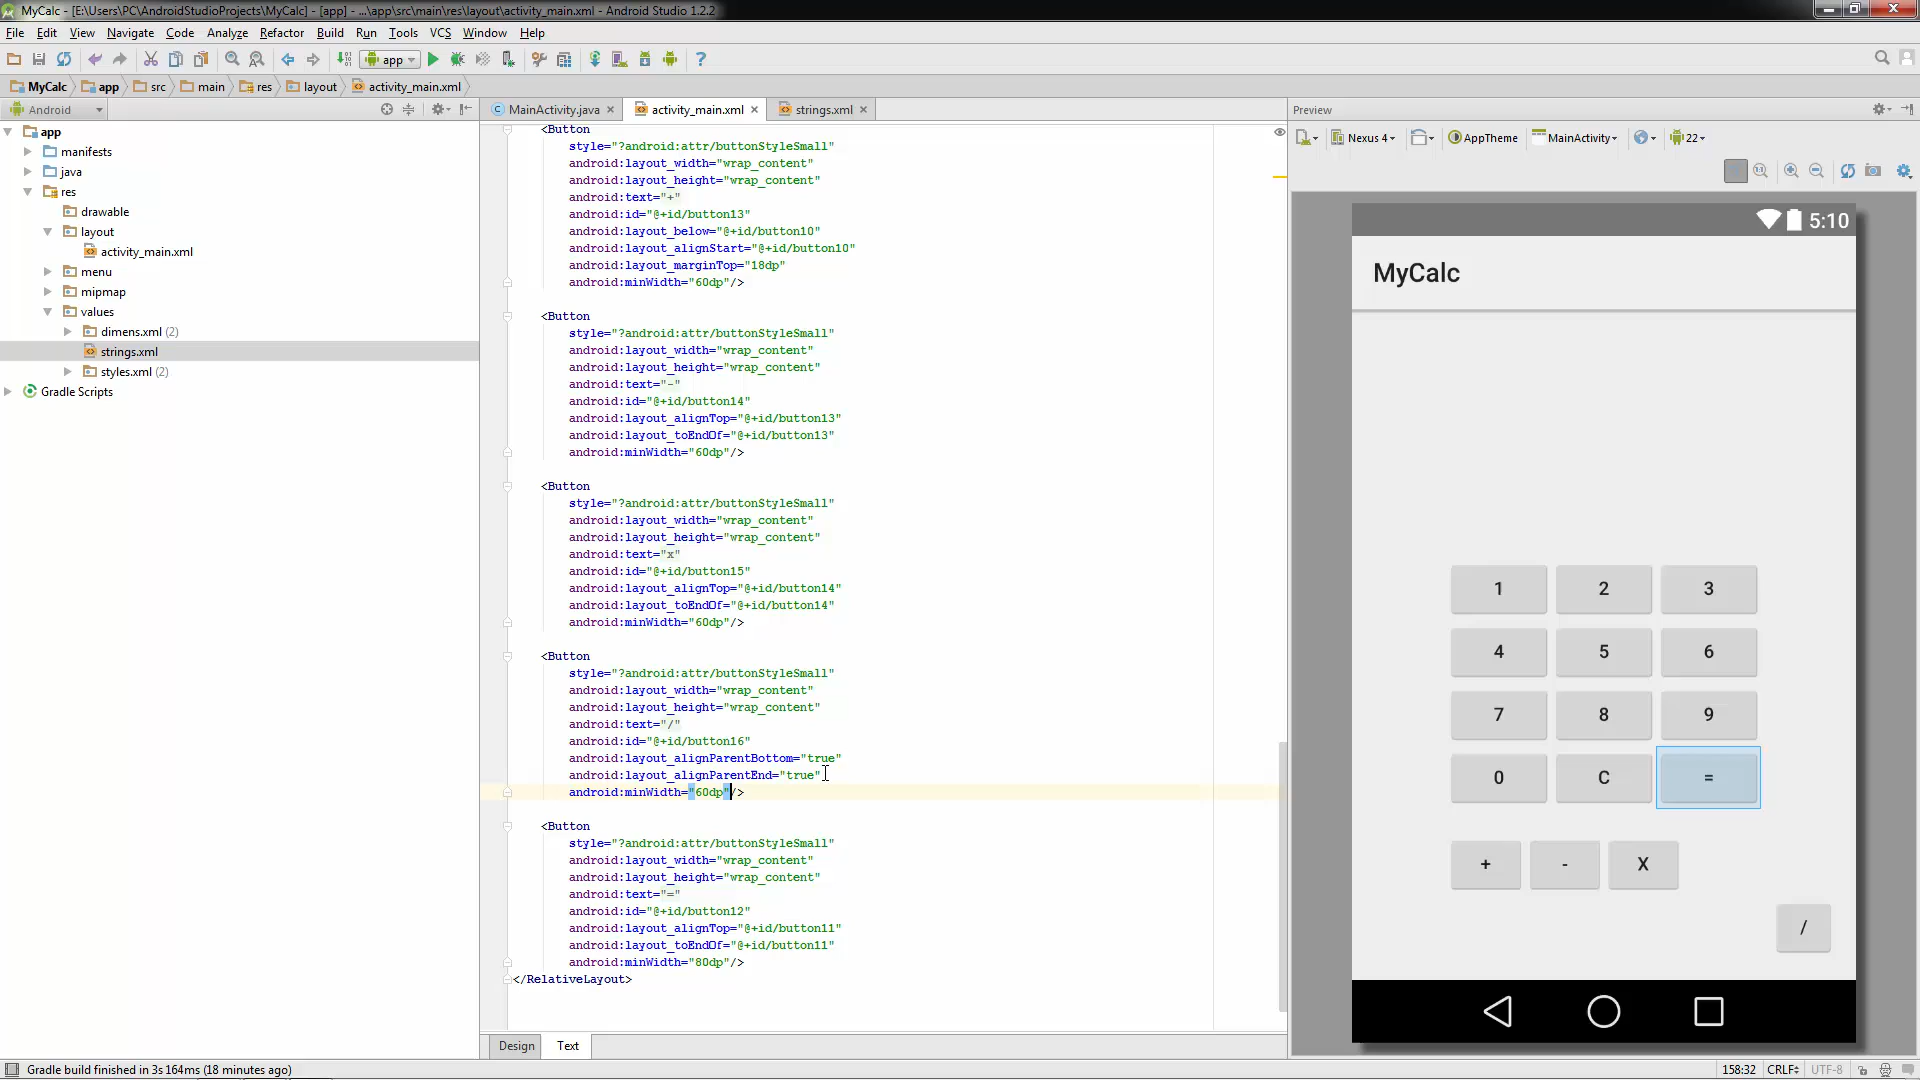 MyCalc - [E:\Users\PC\AndroidStudioProjects\MyCalc] - [app] - ...\app\src\main\res\layout\activity_main.xml - Android Studio 1.2.2
File Edit View Navigate Code Analyze Refactor Build Run Tools VCS Window Help
app
MyCalc app src main res layout activity_main.xml
Android
MainActivity.java activity_main.xml strings.xml
app
manifests
java
res
drawable
layout
activity_main.xml
menu
mipmap
values
dimens.xml (2)
strings.xml
styles.xml (2)
Gradle Scripts
<Button
style="?android:attr/buttonStyleSmall"
android:layout_width="wrap_content"
android:layout_height="wrap_content"
android:text="+"
android:id="@+id/button13"
android:layout_below="@+id/button10"
android:layout_alignStart="@+id/button10"
android:layout_marginTop="18dp"
android:minWidth="60dp"/>
<Button
style="?android:attr/buttonStyleSmall"
android:layout_width="wrap_content"
android:layout_height="wrap_content"
android:text="-"
android:id="@+id/button14"
android:layout_alignTop="@+id/button13"
android:layout_toEndOf="@+id/button13"
android:minWidth="60dp"/>
<Button
style="?android:attr/buttonStyleSmall"
android:layout_width="wrap_content"
android:layout_height="wrap_content"
android:text="x"
android:id="@+id/button15"
android:layout_alignTop="@+id/button14"
android:layout_toEndOf="@+id/button14"
android:minWidth="60dp"/>
<Button
style="?android:attr/buttonStyleSmall"
android:layout_width="wrap_content"
android:layout_height="wrap_content"
android:text="/"
android:id="@+id/button16"
android:layout_alignParentBottom="true"
android:layout_alignParentEnd="true"
android:minWidth="60dp"/>
<Button
style="?android:attr/buttonStyleSmall"
android:layout_width="wrap_content"
android:layout_height="wrap_content"
android:text="="
android:id="@+id/button12"
android:layout_alignTop="@+id/button11"
android:layout_toEndOf="@+id/button11"
android:minWidth="80dp"/>
</RelativeLayout>
Design Text
Preview
Nexus 4 AppTheme MainActivity 22
5:10
MyCalc
1 2 3
4 5 6
7 8 9
0 C =
+ - X
/
Gradle build finished in 3s 164ms (18 minutes ago)
158:32 CRLF UTF-8